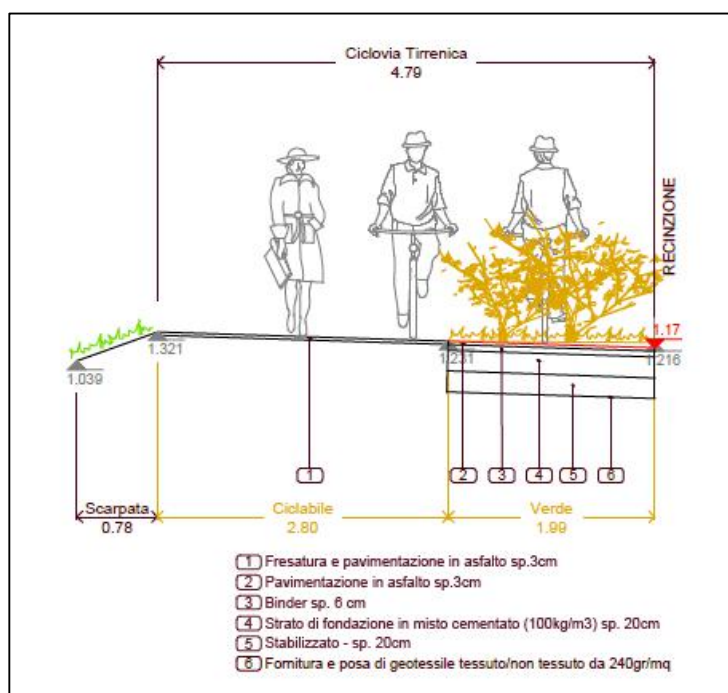 Ciclovia Tirrenica
4.79
RECINZIONE
1.17
1.321
1.039
1.216
1
2
3
4
5
6
Scarpata
0.78
Ciclabile
2.80
Verde
1.99
1 Fresatura e pavimentazione in asfalto sp.3cm
2 Pavimentazione in asfalto sp.3cm
3 Binder sp. 6 cm
4 Strato di fondazione in misto cementato (100kg/m3) sp. 20cm
5 Stabilizzato - sp. 20cm
6 Fornitura e posa di geotessile tessuto/non tessuto da 240gr/mq